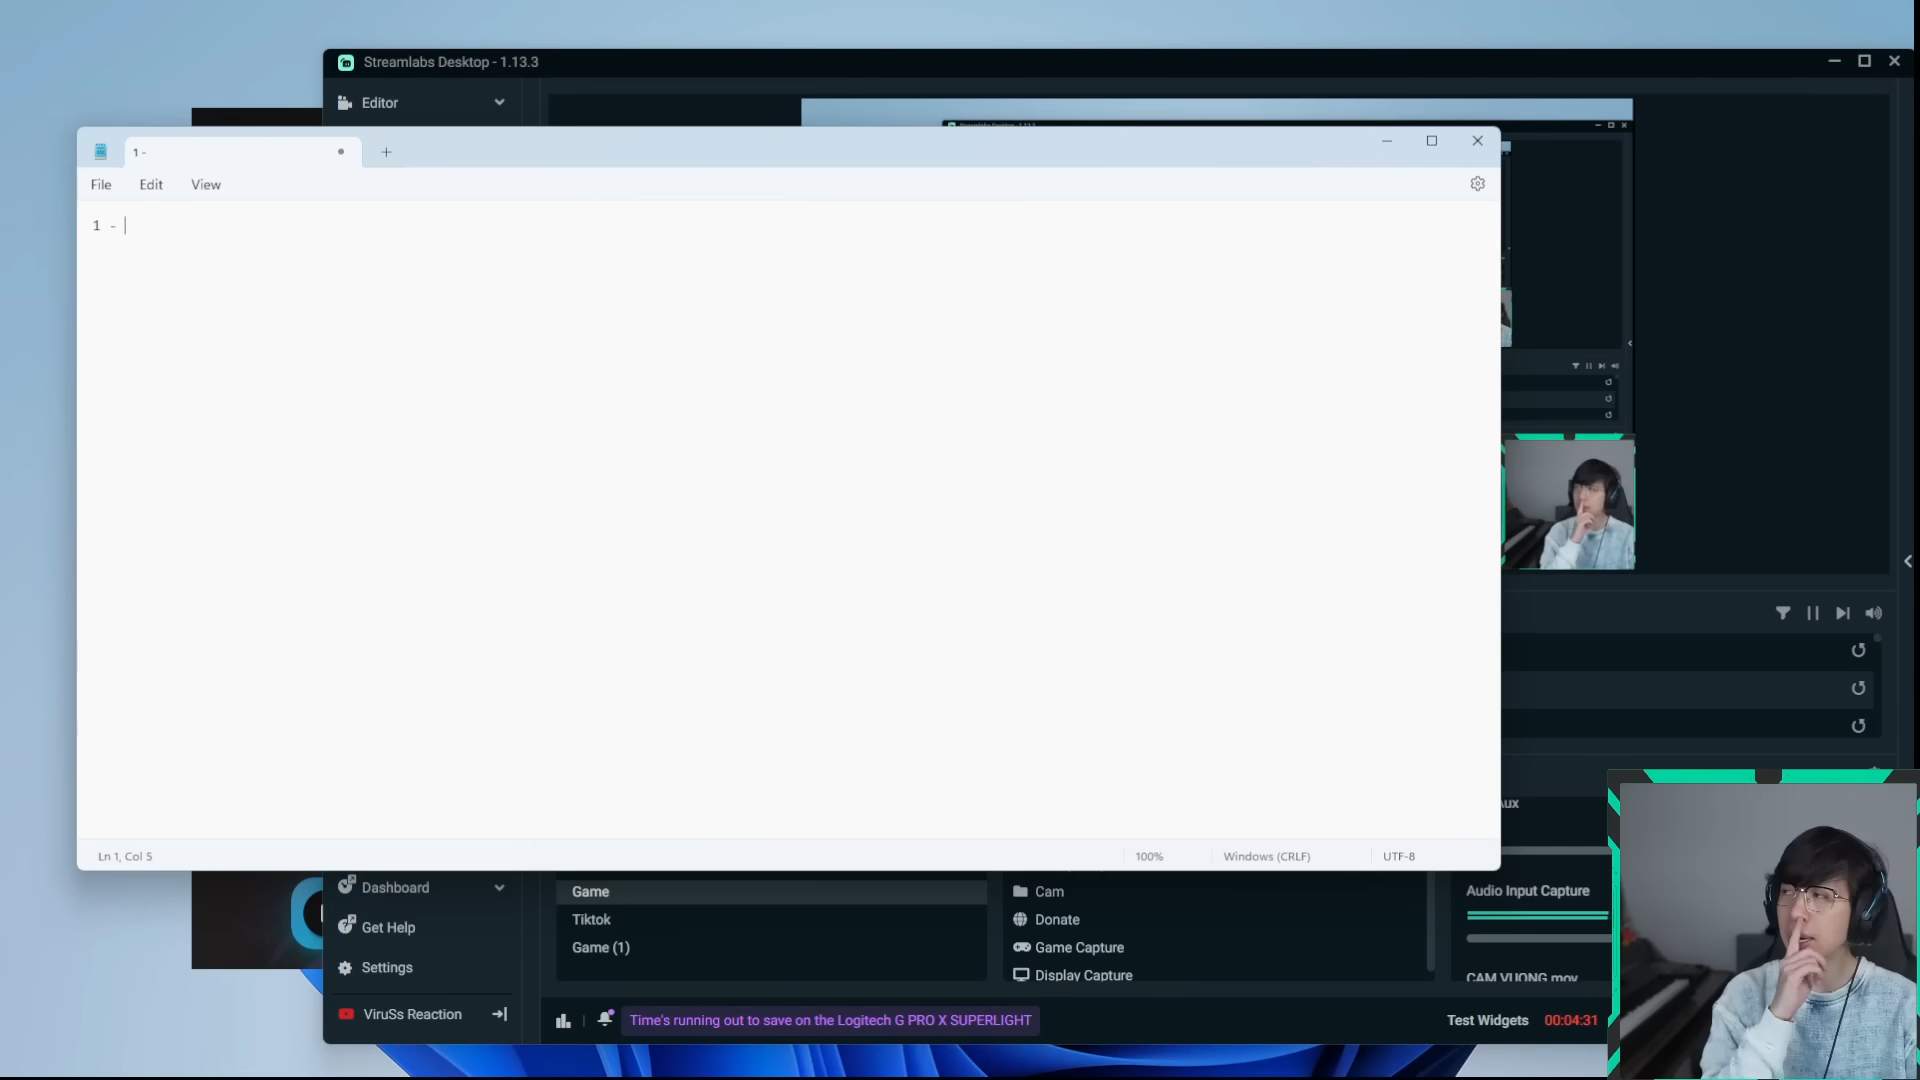 Streamlabs Desktop - 1.13.3
Editor
1 -
File Edit View
1 -
Ln 1, Col 5
100%
Windows (CRLF)
UTF-8
Dashboard
Get Help
Settings
ViruSs Reaction
Game
Tiktok
Game (1)
Cam
Donate
Game Capture
Display Capture
Audio Input Capture
CAM VUONG mov
Time's running out to save on the Logitech G PRO X SUPERLIGHT
Test Widgets 00:04:31